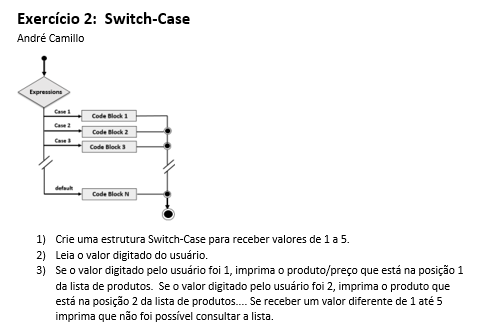 Exercício 2:  Switch-Case
André Camillo
Expressions
Case 1
Code Block 1
Case 2
Code Block 2
Case 3
Code Block 3
default
Code Block N
1) Crie uma estrutura Switch-Case para receber valores de 1 a 5.
2) Leia o valor digitado do usuário.
3) Se o valor digitado pelo usuário foi 1, imprima o produto/preço que está na posição 1
da lista de produtos.  Se o valor digitado pelo usuário foi 2, imprima o produto que
está na posição 2 da lista de produtos.... Se receber um valor diferente de 1 até 5
imprima que não foi possível consultar a lista.